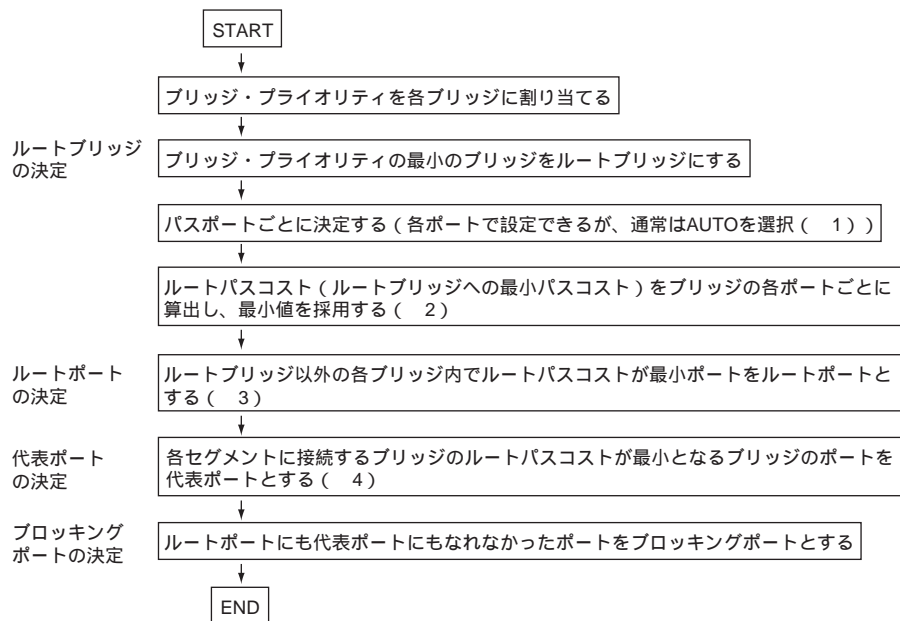 START
ブリッジ・プライオリティを各ブリッジに割り当てる
ルートブリッジ
の決定
ブリッジ・プライオリティの最小のブリッジをルートブリッジにする
パスポートごとに決定する（各ポートで設定できるが、通常はAUTOを選択（　1））
ルートパスコスト（ルートブリッジへの最小パスコスト）をブリッジの各ポートごとに
算出し、最小値を採用する（　2）
ルートポート
の決定
ルートブリッジ以外の各ブリッジ内でルートパスコストが最小ポートをルートポートと
する（　3）
代表ポート
の決定
各セグメントに接続するブリッジのルートパスコストが最小となるブリッジのポートを
代表ポートとする（　4）
ブロッキング
ポートの決定
ルートポートにも代表ポートにもなれなかったポートをブロッキングポートとする
END